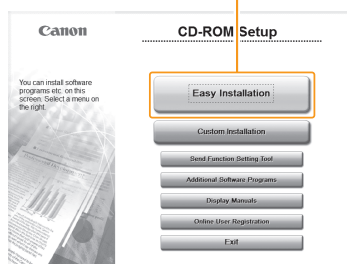 Canon
CD-ROM Setup
You can install software
programs etc. on this
screen. Select a menu on
the right.
Easy Installation
Custom Installation
Send Function Setting Tool
Additional Software Programs
Display Manuals
Online User Registration
Exit